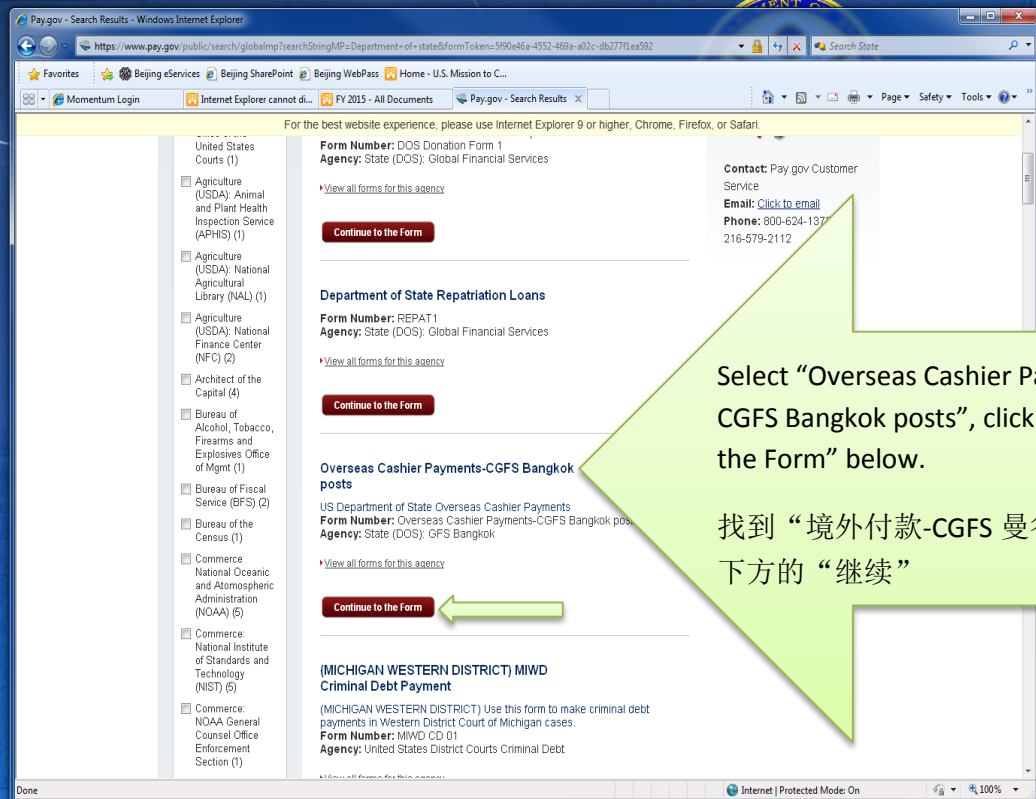 ENT
Pay.gov - Search Results - Windows Internet Explorer
https://www.pay.gov/public/search/globalmp?searchStringMP=Department+of+state&formToken=5f90e46a-4552-469a-a02c-db277f1ea592
Search State
Favorites Beijing eServices Beijing SharePoint Beijing WebPass Home - U.S. Mission to C...
Momentum Login Internet Explorer cannot di... FY 2015 - All Documents Pay.gov - Search Results Page Safety Tools
For the best website experience, please use Internet Explorer 9 or higher, Chrome, Firefox, or Safari.
United States
Courts (1)
Agriculture
(USDA): Animal
and Plant Health
Inspection Service
(APHIS) (1)
Agriculture
(USDA): National
Agricultural
Library (NAL) (1)
Agriculture
(USDA): National
Finance Center
(NFC) (2)
Architect of the
Capital (4)
Bureau of
Alcohol, Tobacco,
Firearms and
Explosives Office
of Mgmt (1)
Bureau of Fiscal
Service (BFS) (2)
Bureau of the
Census (1)
Commerce
National Oceanic
and Atomospheric
Administration
(NOAA) (5)
Commerce:
National Institute
of Standards and
Technology
(NIST) (5)
Commerce:
NOAA General
Counsel Office
Enforcement
Section (1)
Form Number: DOS Donation Form 1
Agency: State (DOS): Global Financial Services
View all forms for this agency
Continue to the Form
Department of State Repatriation Loans
Form Number: REPAT1
Agency: State (DOS): Global Financial Services
View all forms for this agency
Continue to the Form
Overseas Cashier Payments-CGFS Bangkok
posts
US Department of State Overseas Cashier Payments
Form Number: Overseas Cashier Payments-CGFS Bangkok
Agency: State (DOS): GFS Bangkok
View all forms for this agency
Continue to the Form
(MICHIGAN WESTERN DISTRICT) MIWD
Criminal Debt Payment
(MICHIGAN WESTERN DISTRICT) Use this form to make criminal debt
payments in Western District Court of Michigan cases.
Form Number: MIWD CD 01
Agency: United States District Courts Criminal Debt
View all forms for this agency
Contact: Pay.gov Customer
Service
Email: Click to email
Phone: 800-624-137
216-579-2112
Select “Overseas Cashier Pa
CGFS Bangkok posts”, click
the Form” below.
找到“境外付款-CGFS 曼
下方的“继续”
Done Internet | Protected Mode: On 100%